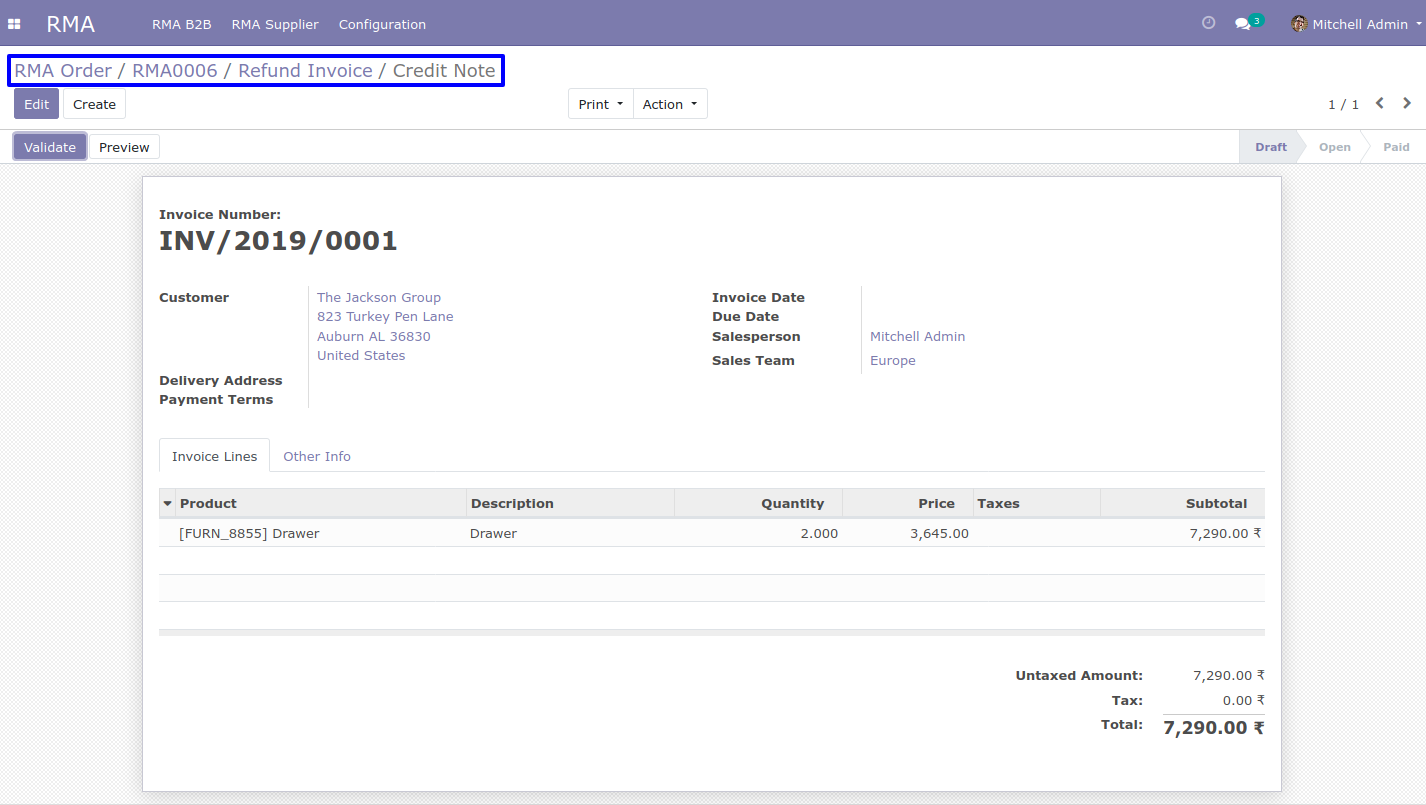 RMA RMA B2B RMA Supplier Configuration 3 Mitchell Admin
RMA Order / RMA0006 / Refund Invoice / Credit Note
Edit Create Print Action 1 / 1
Validate Preview Draft Open Paid
Invoice Number:
INV/2019/0001
Customer The Jackson Group Invoice Date
823 Turkey Pen Lane Due Date
Auburn AL 36830 Salesperson Mitchell Admin
United States Sales Team Europe
Delivery Address
Payment Terms
Invoice Lines Other Info
Product Description Quantity Price Taxes Subtotal
[FURN_8855] Drawer Drawer 2.000 3,645.00 7,290.00 ₹
Untaxed Amount: 7,290.00 ₹
Tax: 0.00 ₹
Total: 7,290.00 ₹